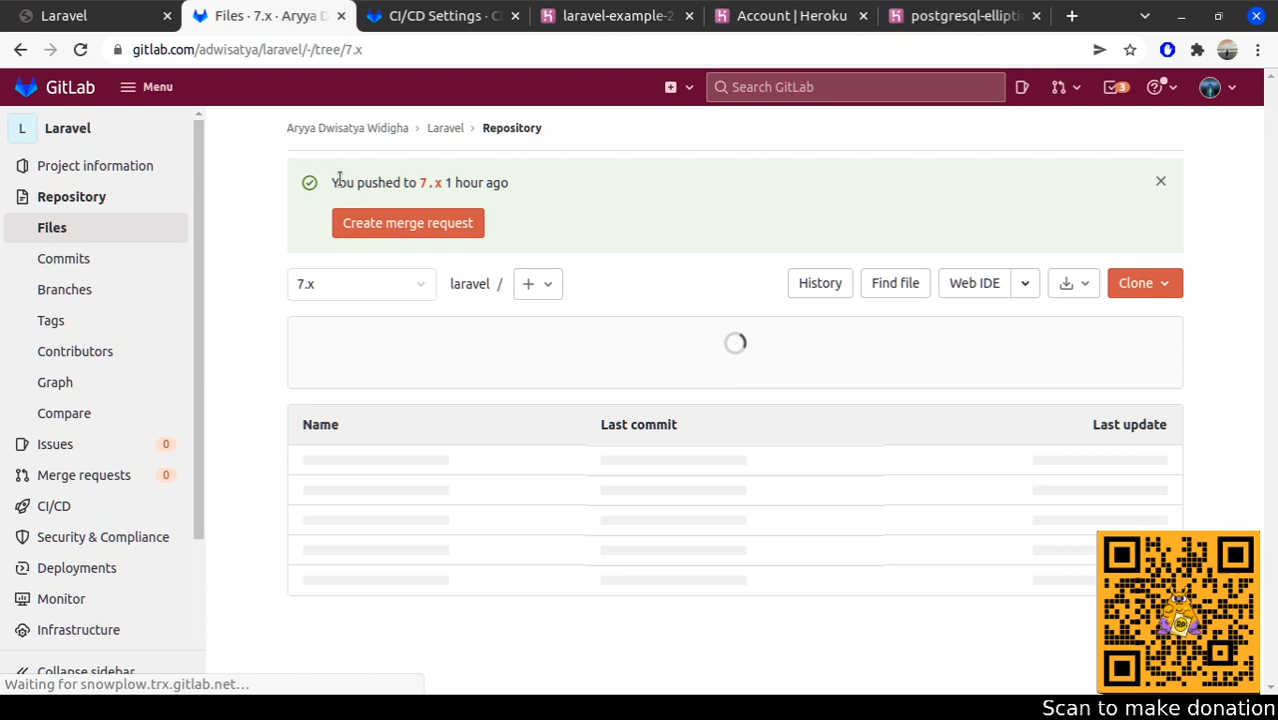 Laravel
Files · 7.x · Aryya D
CI/CD Settings · C
laravel-example-2
Account | Heroku
postgresql-ellipti
gitlab.com/adwisatya/laravel/-/tree/7.x
GitLab
Menu
Search GitLab
3
L
Laravel
Project information
Repository
Files
Commits
Branches
Tags
Contributors
Graph
Compare
Issues
0
Merge requests
0
CI/CD
Security & Compliance
Deployments
Monitor
Infrastructure
Collapse sidebar
Aryya Dwisatya Widigha
Laravel
Repository
You pushed to 7.x 1 hour ago
Create merge request
7.x
laravel /
History
Find file
Web IDE
Clone
Name
Last commit
Last update
Waiting for snowplow.trx.gitlab.net...
Scan to make donation